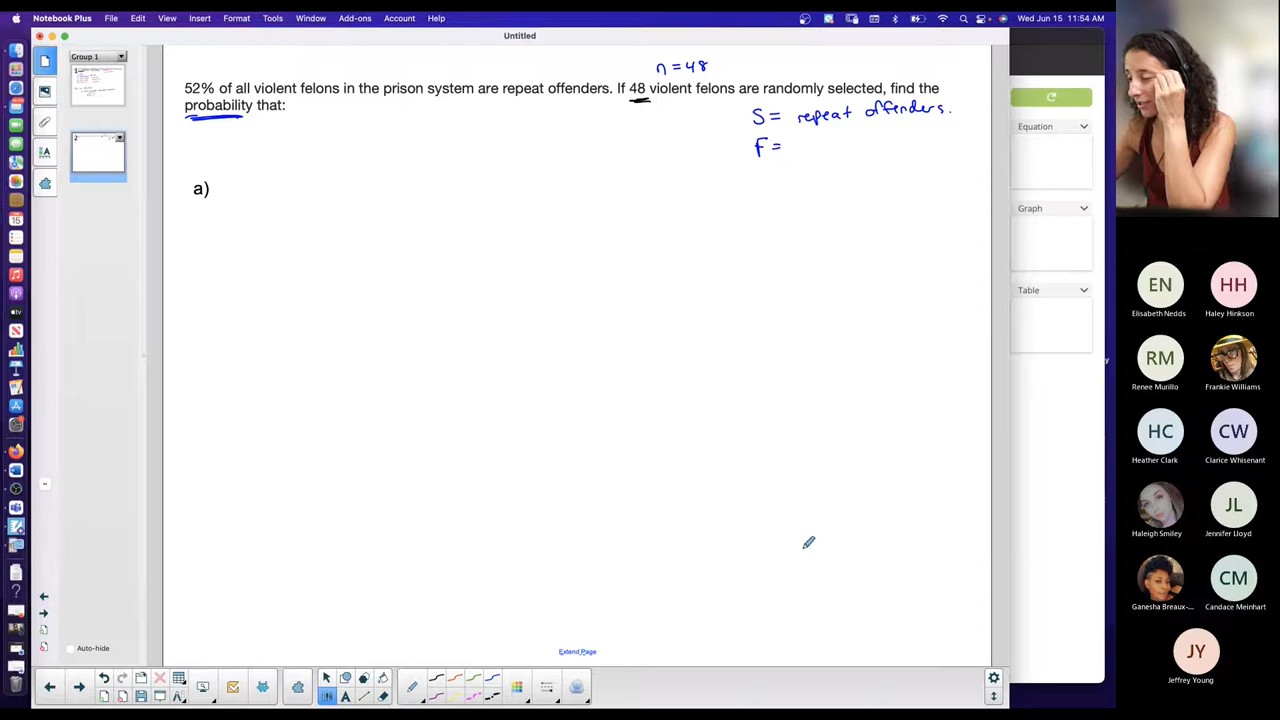 Notebook Plus File Edit View Insert Format Tools Window Add-ons Account Help
Wed Jun 15 11:54 AM
Untitled
Group 1
n = 48
52% of all violent felons in the prison system are repeat offenders. If 48 violent felons are randomly selected, find the
probability that:
S = repeat offenders.
F =
a)
Equation
Graph
Table
Extend Page
Auto-hide
EN
Elisabeth Nedds
HH
Haley Hinkson
RM
Renee Murillo
Frankie Williams
HC
Heather Clark
CW
Clarice Whisenant
Haleigh Smiley
JL
Jennifer Lloyd
Ganesha Breaux-...
CM
Candace Meinhart
JY
Jeffrey Young